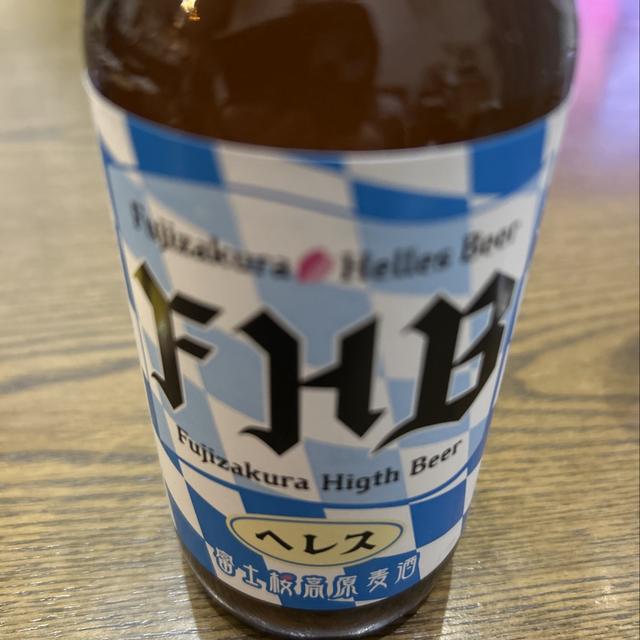 Fujizakura Helles Beer
FHB
Fujizakura Higth Beer
ヘレス
富士桜高原麦酒